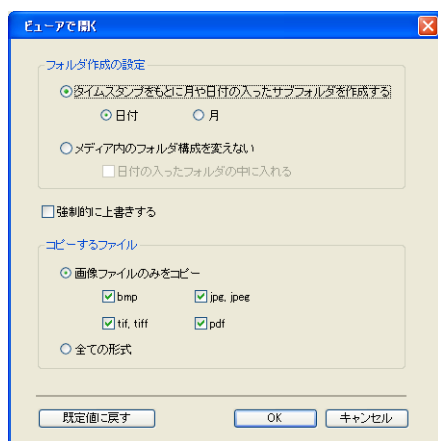 ビューアで開く
フォルダ作成の設定
タイムスタンプをもとに月や日付の入ったサブフォルダを作成する
日付 月
メディア内のフォルダ構成を変えない
日付の入ったフォルダの中に入れる
強制的に上書きする
コピーするファイル
画像ファイルのみをコピー
bmp jpg, jpeg
tif, tiff pdf
全ての形式
既定値に戻す OK キャンセル